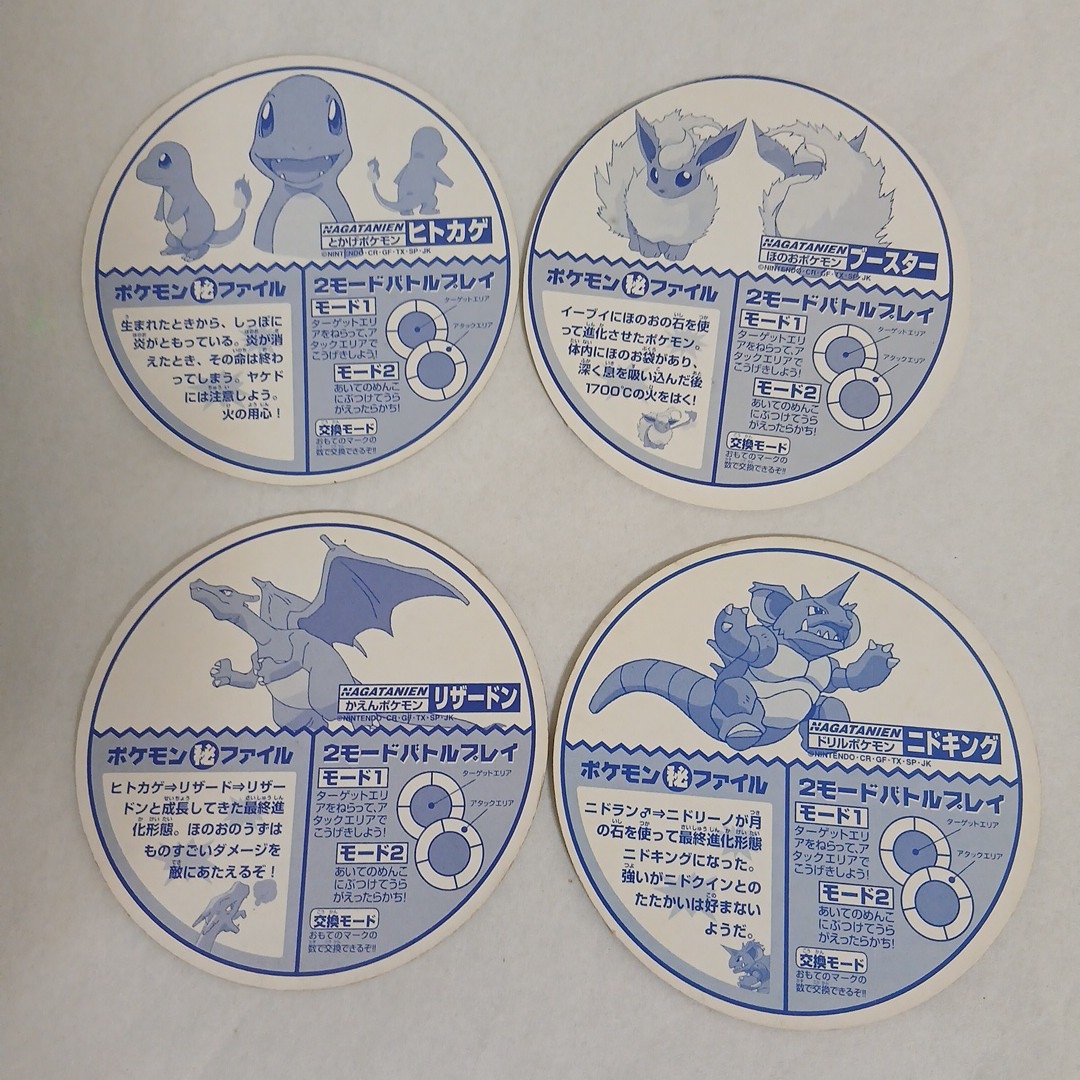 NAGATANIEN
とかげポケモン
ヒトカゲ
©NINTENDO・CR・GF・TX・SP・JK
ポケモン㊙ファイル
生まれたときから、しっぽに
炎がともっている。炎が消
えたとき、その命は終わ
ってしまう。ヤケド
には注意しよう。
火の用心!
2モードバトルプレイ
モード1
ターゲットエリ
アをねらって、ア
タックエリアで
こうげきしよう!
ターゲットエリア
アタックエリア
モード2
あいてのめんこ
にぶつけてうら
がえったらかち!
交換モード
おもてのマークの
数で交換できるぞ!!
NAGATANIEN
ほのおポケモン
ブースター
©NINTENDO・CR・GF・TX・SP・JK
ポケモン㊙ファイル
イーブイにほのおの石を使
って進化させたポケモン。
体内にほのお袋があり、
深く息を吸い込んだ後
1700℃の火をはく!
2モードバトルプレイ
モード1
ターゲットエリ
アをねらって、ア
タックエリアで
こうげきしよう!
ターゲットエリア
アタックエリア
モード2
あいてのめんこ
にぶつけてうら
がえったらかち!
交換モード
おもてのマークの
数で交換できるぞ!!
NAGATANIEN
かえんポケモン
リザードン
©NINTENDO・CR・GF・TX・SP・JK
ポケモン㊙ファイル
ヒトカゲ⇒リザード⇒リザー
ドンと成長してきた最終進
化形態。ほのおのうずは
ものすごいダメージを
敵にあたえるぞ!
2モードバトルプレイ
モード1
ターゲットエリ
アをねらって、ア
タックエリアで
こうげきしよう!
ターゲットエリア
アタックエリア
モード2
あいてのめんこ
にぶつけてうら
がえったらかち!
交換モード
おもてのマークの
数で交換できるぞ!!
NAGATANIEN
ドリルポケモン
ニドキング
©NINTENDO・CR・GF・TX・SP・JK
ポケモン㊙ファイル
ニドラン♂⇒ニドリーノが月
の石を使って最終進化形態
ニドキングになった。
強いがニドクインとの
たたかいは好まない
ようだ。
2モードバトルプレイ
モード1
ターゲットエリ
アをねらって、ア
タックエリアで
こうげきしよう!
ターゲットエリア
アタックエリア
モード2
あいてのめんこ
にぶつけてうら
がえったらかち!
交換モード
おもてのマークの
数で交換できるぞ!!